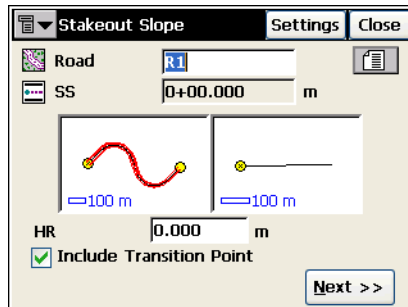 Stakeout Slope Settings Close
Road R1
SS 0+00.000 m
100 m 100 m
HR 0.000 m
Include Transition Point
Next >>